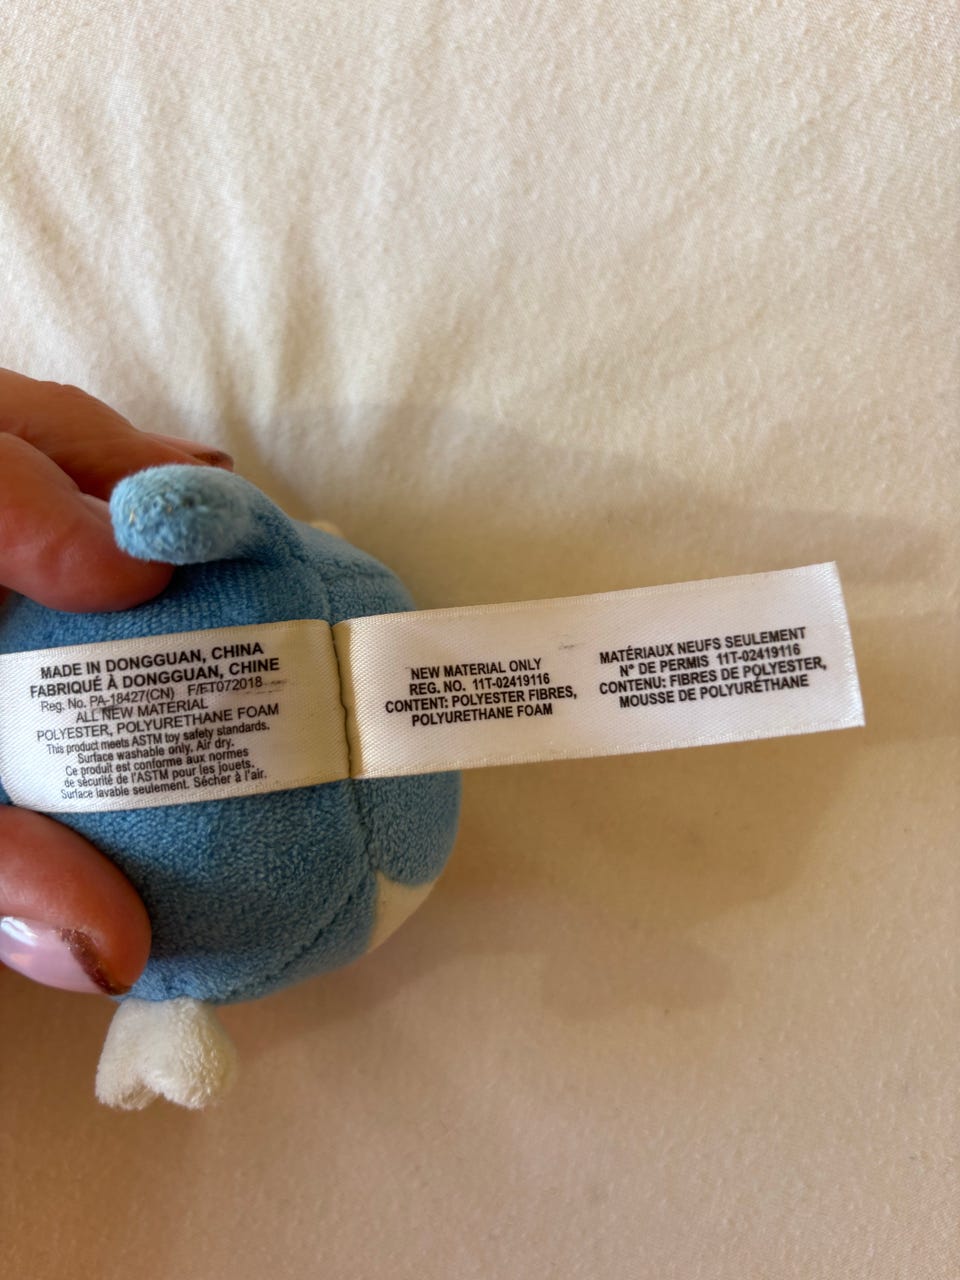 MADE IN DONGGUAN, CHINA
FABRIQUÉ À DONGGUAN, CHINE
Reg. No. PA-18427(CN) F/ET072018
ALL NEW MATERIAL
POLYESTER, POLYURETHANE FOAM
This product meets ASTM toy safety standards.
Surface washable only. Air dry.
Ce produit est conforme aux normes
de sécurité de l'ASTM pour les jouets.
Surface lavable seulement. Sécher à l'air.
NEW MATERIAL ONLY
REG. NO. 11T-02419116
CONTENT: POLYESTER FIBRES,
POLYURETHANE FOAM
MATÉRIAUX NEUFS SEULEMENT
N° DE PERMIS 11T-02419116
CONTENU: FIBRES DE POLYESTER,
MOUSSE DE POLYURÉTHANE